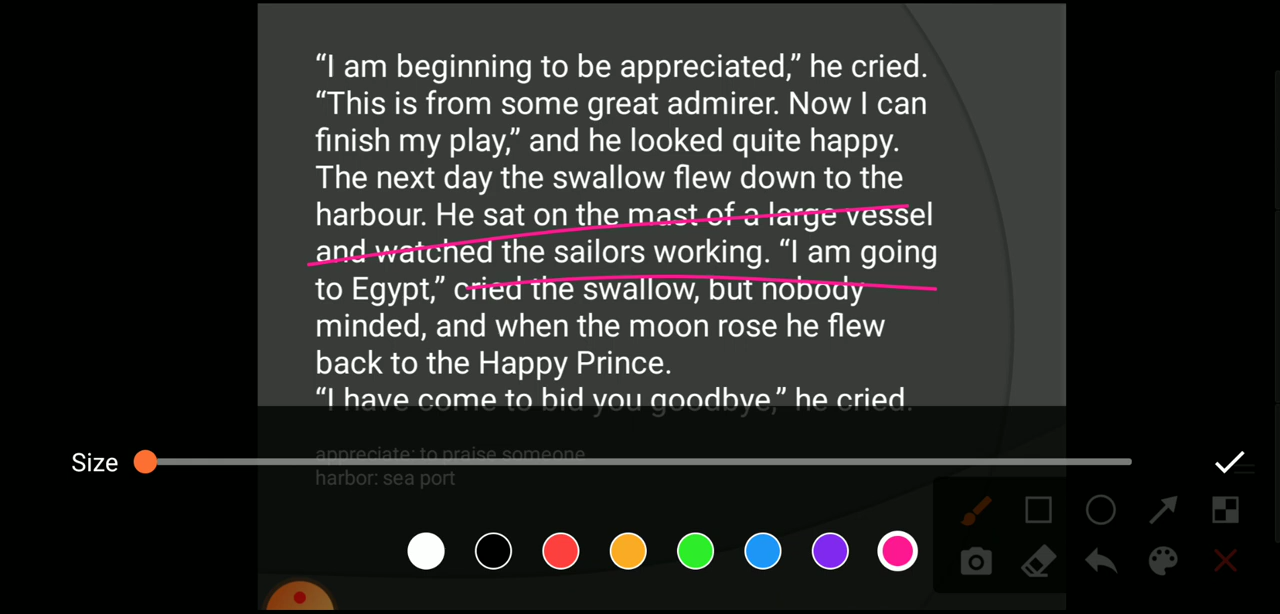 “I am beginning to be appreciated,” he cried.
“This is from some great admirer. Now I can
finish my play,” and he looked quite happy.
The next day the swallow flew down to the
harbour. He sat on the mast of a large vessel
and watched the sailors working. “I am going
to Egypt,” cried the swallow, but nobody
minded, and when the moon rose he flew
back to the Happy Prince.
“I have come to bid you goodbye,” he cried.
appreciate: to praise someone
harbor: sea port
Size